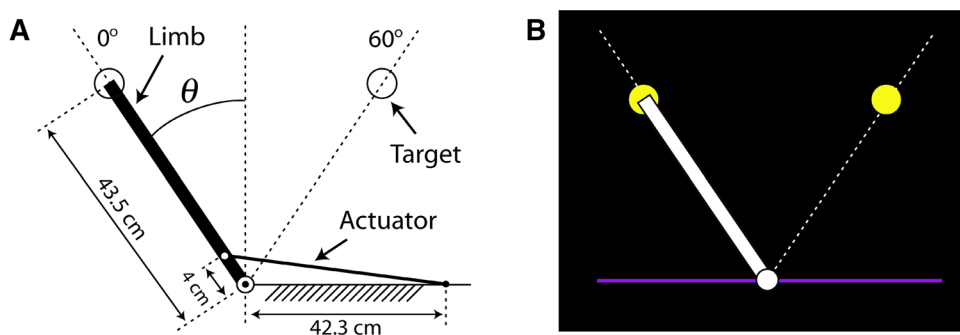 A
0°
Limb
60°
θ
Target
43.5 cm
Actuator
4 cm
42.3 cm
B